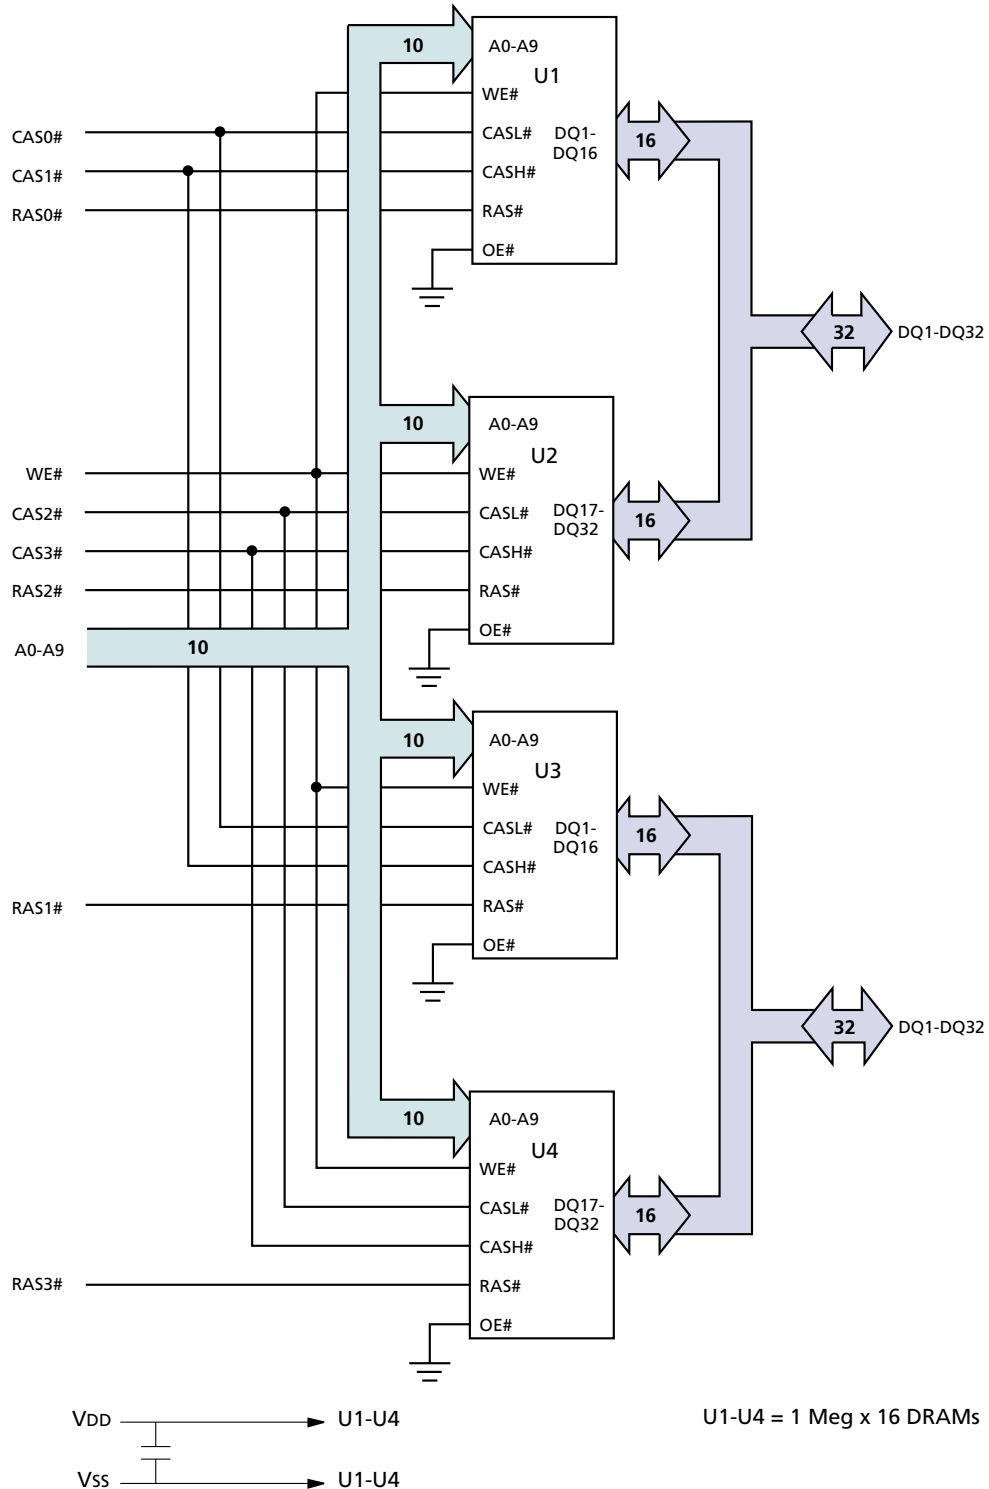 10
A0-A9
U1
WE#
CAS0#
CASL#
DQ1-
DQ16
16
CAS1#
CASH#
RAS0#
RAS#
OE#
32
DQ1-DQ32
10
A0-A9
U2
WE#
WE#
CAS2#
CASL#
DQ17-
DQ32
16
CAS3#
CASH#
RAS2#
RAS#
OE#
A0-A9
10
10
A0-A9
U3
WE#
CASL#
DQ1-
DQ16
16
CASH#
RAS1#
RAS#
OE#
32
DQ1-DQ32
10
A0-A9
U4
WE#
CASL#
DQ17-
DQ32
16
CASH#
RAS3#
RAS#
OE#
VDD
U1-U4
U1-U4 = 1 Meg x 16 DRAMs
VSS
U1-U4